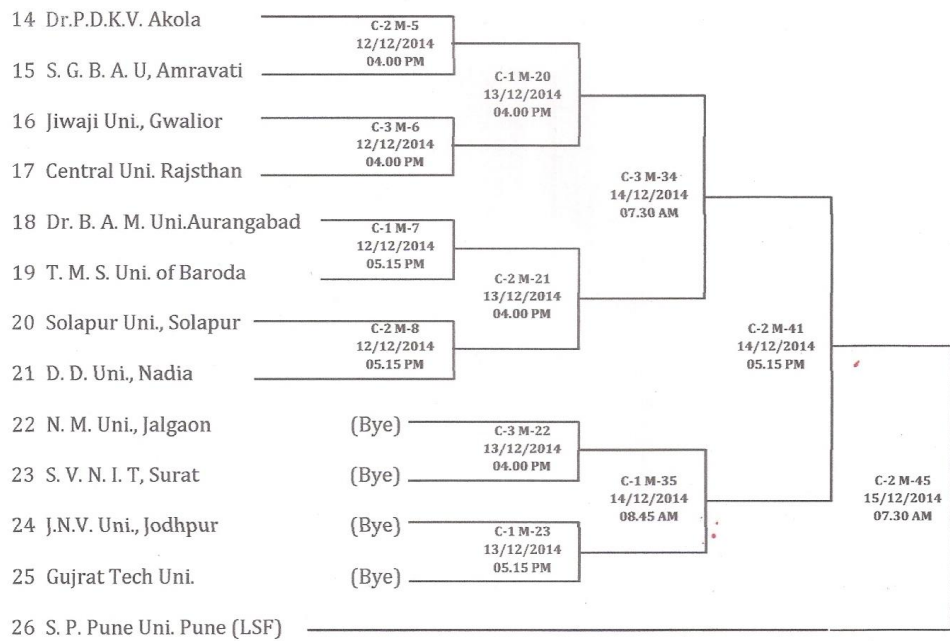 14 Dr.P.D.K.V. Akola
15 S. G. B. A. U, Amravati
16 Jiwaji Uni., Gwalior
17 Central Uni. Rajsthan
18 Dr. B. A. M. Uni.Aurangabad
19 T. M. S. Uni. of Baroda
20 Solapur Uni., Solapur
21 D. D. Uni., Nadia
22 N. M. Uni., Jalgaon (Bye)
23 S. V. N. I. T, Surat (Bye)
24 J.N.V. Uni., Jodhpur (Bye)
25 Gujrat Tech Uni. (Bye)
26 S. P. Pune Uni. Pune (LSF)
C-2 M-5
12/12/2014
04.00 PM
C-3 M-6
12/12/2014
04.00 PM
C-1 M-7
12/12/2014
05.15 PM
C-2 M-8
12/12/2014
05.15 PM
C-1 M-20
13/12/2014
04.00 PM
C-2 M-21
13/12/2014
04.00 PM
C-3 M-22
13/12/2014
04.00 PM
C-1 M-23
13/12/2014
05.15 PM
C-3 M-34
14/12/2014
07.30 AM
C-1 M-35
14/12/2014
08.45 AM
C-2 M-41
14/12/2014
05.15 PM
C-2 M-45
15/12/2014
07.30 AM